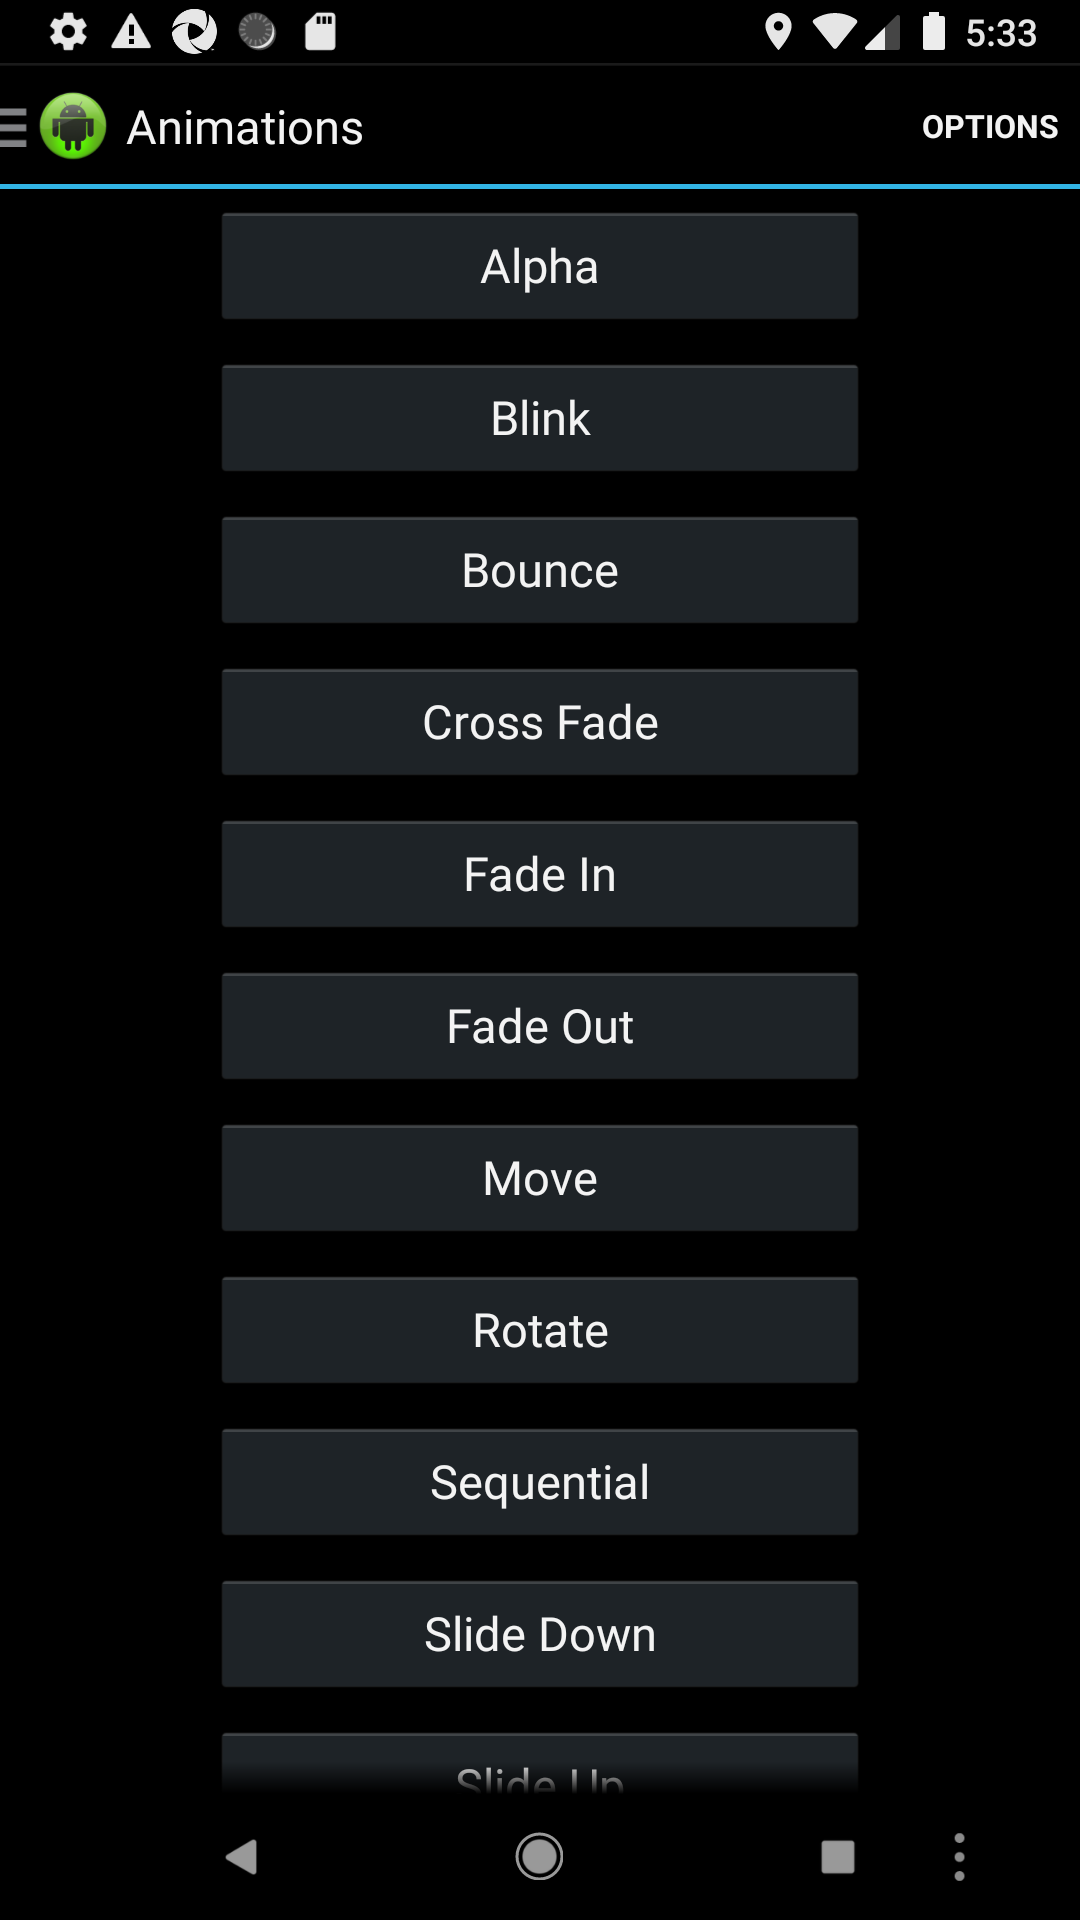 5:33
Animations
OPTIONS
Alpha
Blink
Bounce
Cross Fade
Fade In
Fade Out
Move
Rotate
Sequential
Slide Down
Slide Up